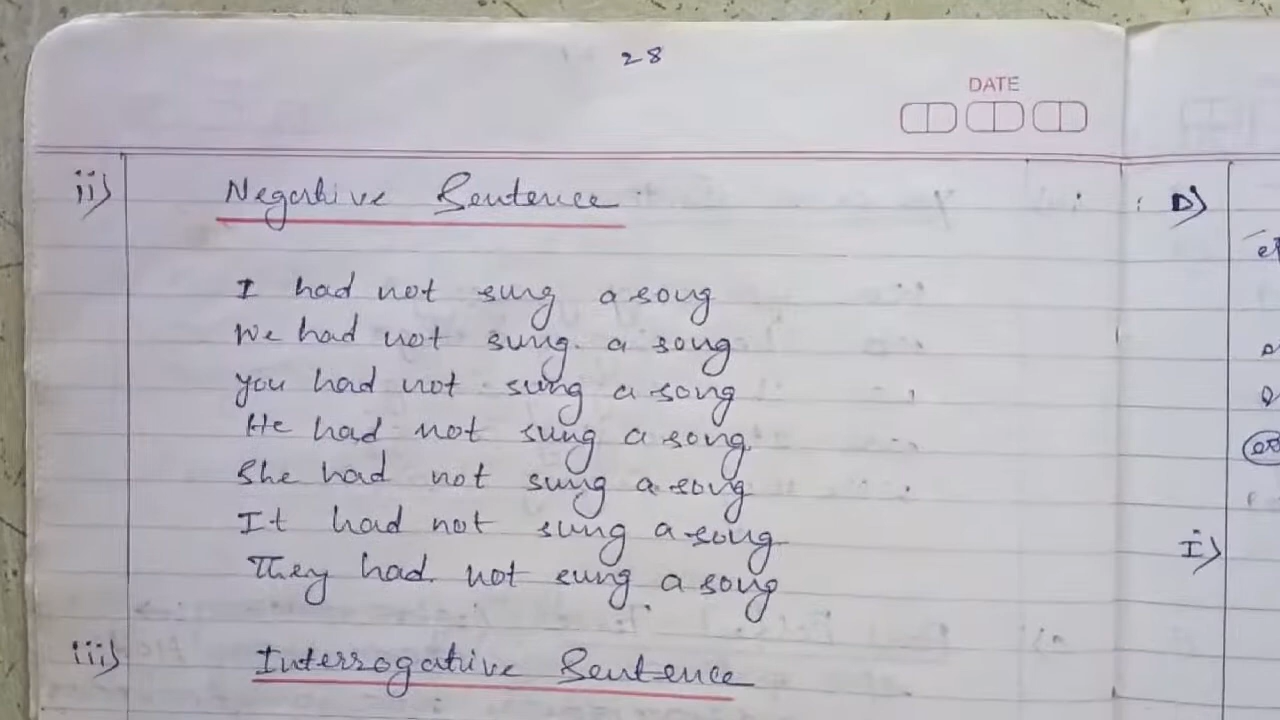 28
DATE
ii) Negative Sentence
I had not sung a song
We had not sung. a song
you had not sung a song
He had not sung a song
She had not sung a song
It had not sung a song
They had. not sung a song
iii) Interrogative Sentence
D)
I)